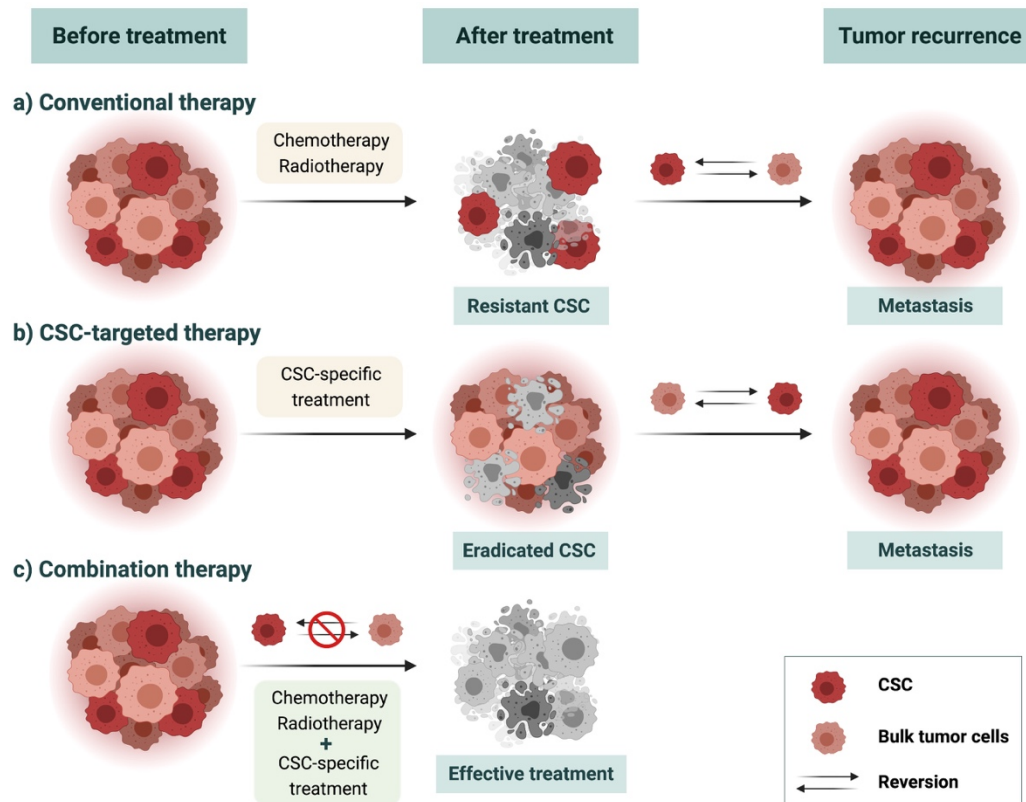 Before treatment
After treatment
Tumor recurrence
a) Conventional therapy
Chemotherapy
Radiotherapy
Resistant CSC
Metastasis
b) CSC-targeted therapy
CSC-specific
treatment
Eradicated CSC
Metastasis
c) Combination therapy
Chemotherapy
Radiotherapy
+
CSC-specific
treatment
Effective treatment
CSC
Bulk tumor cells
Reversion